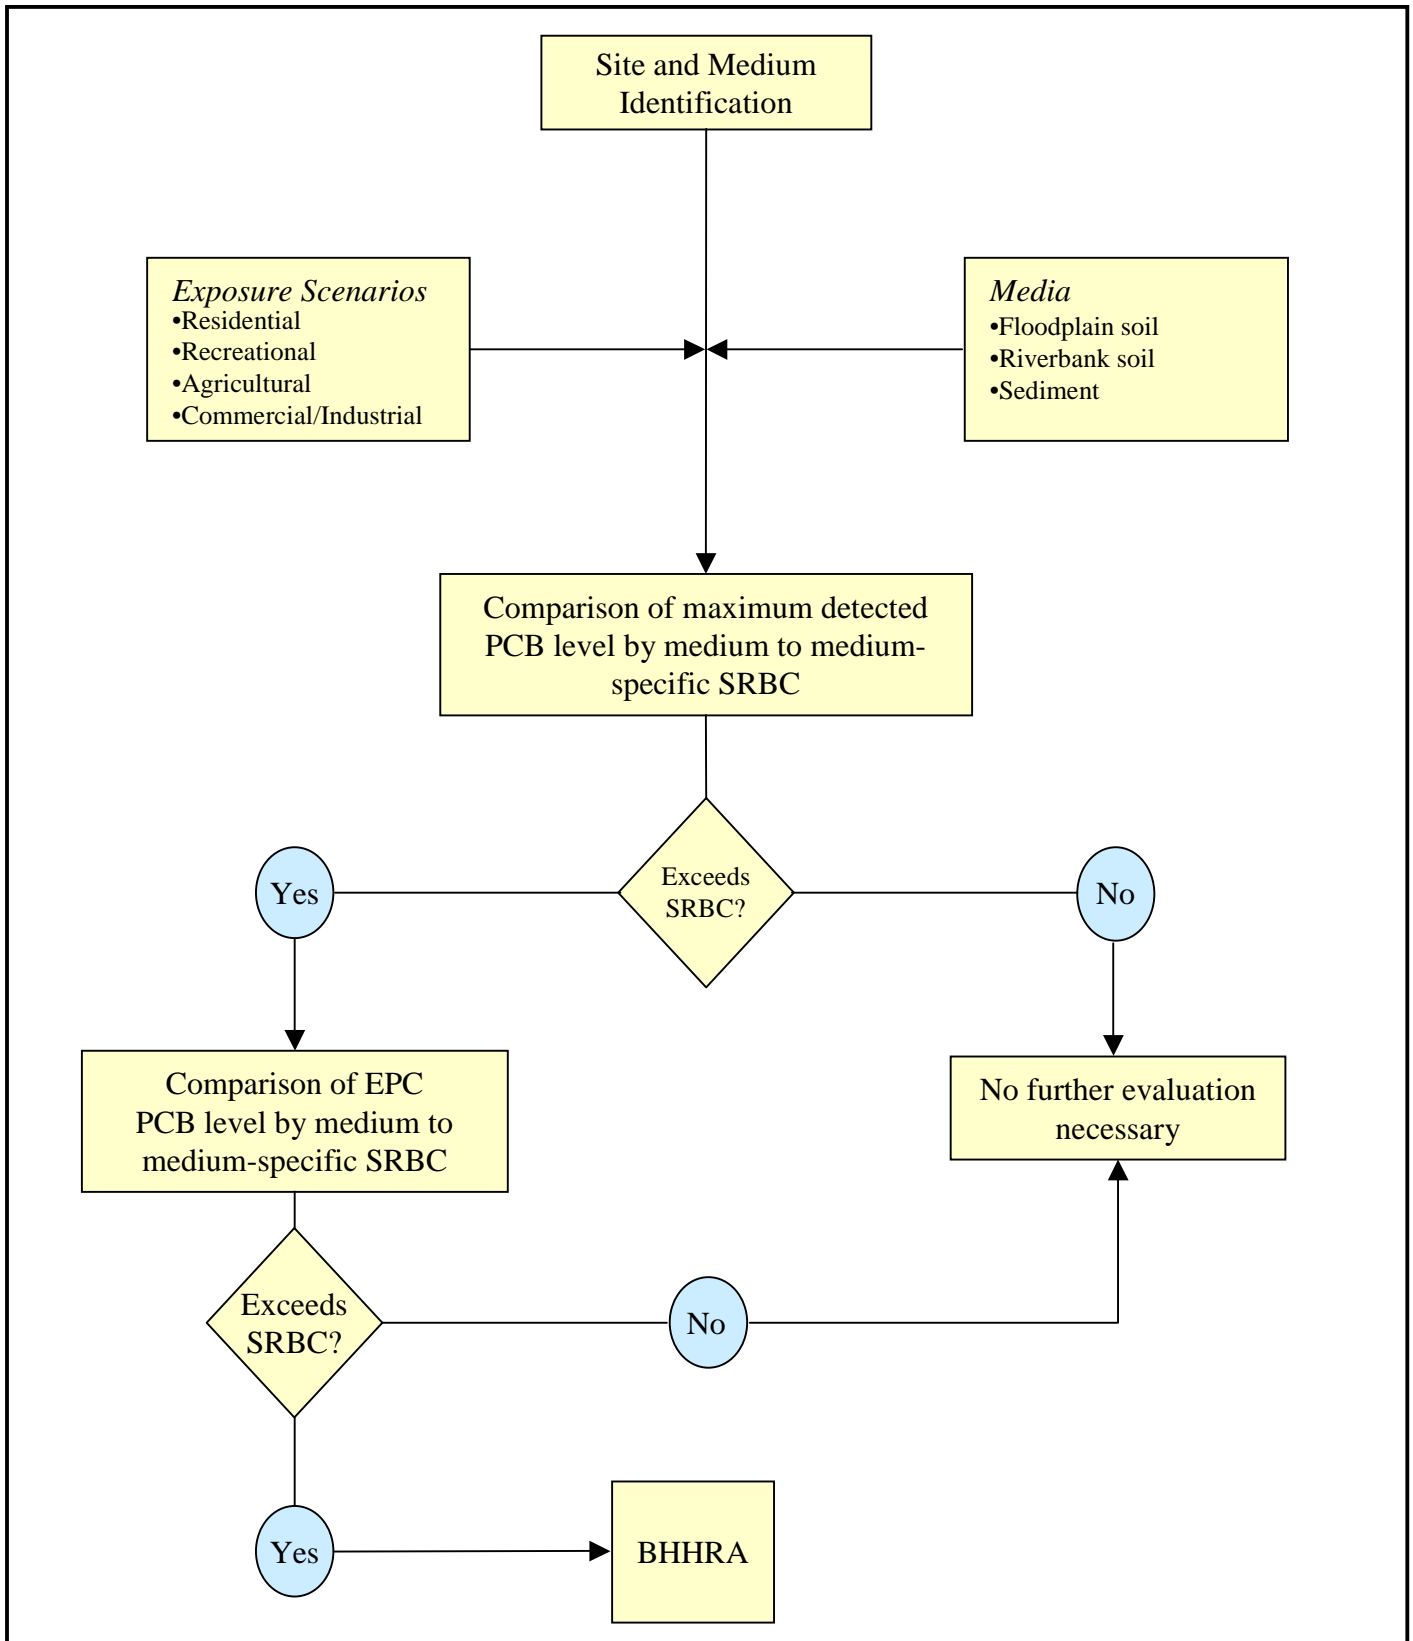 Site and Medium
Identification
Exposure Scenarios
•Residential
•Recreational
•Agricultural
•Commercial/Industrial
Media
•Floodplain soil
•Riverbank soil
•Sediment
Comparison of maximum detected
PCB level by medium to medium-
specific SRBC
Exceeds
SRBC?
Yes
No
Comparison of EPC
PCB level by medium to
medium-specific SRBC
No further evaluation
necessary
Exceeds
SRBC?
No
Yes
BHHRA